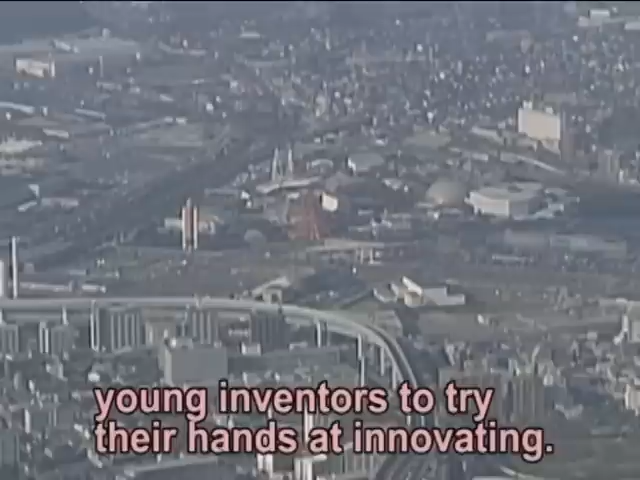 young inventors to try
their hands at innovating.